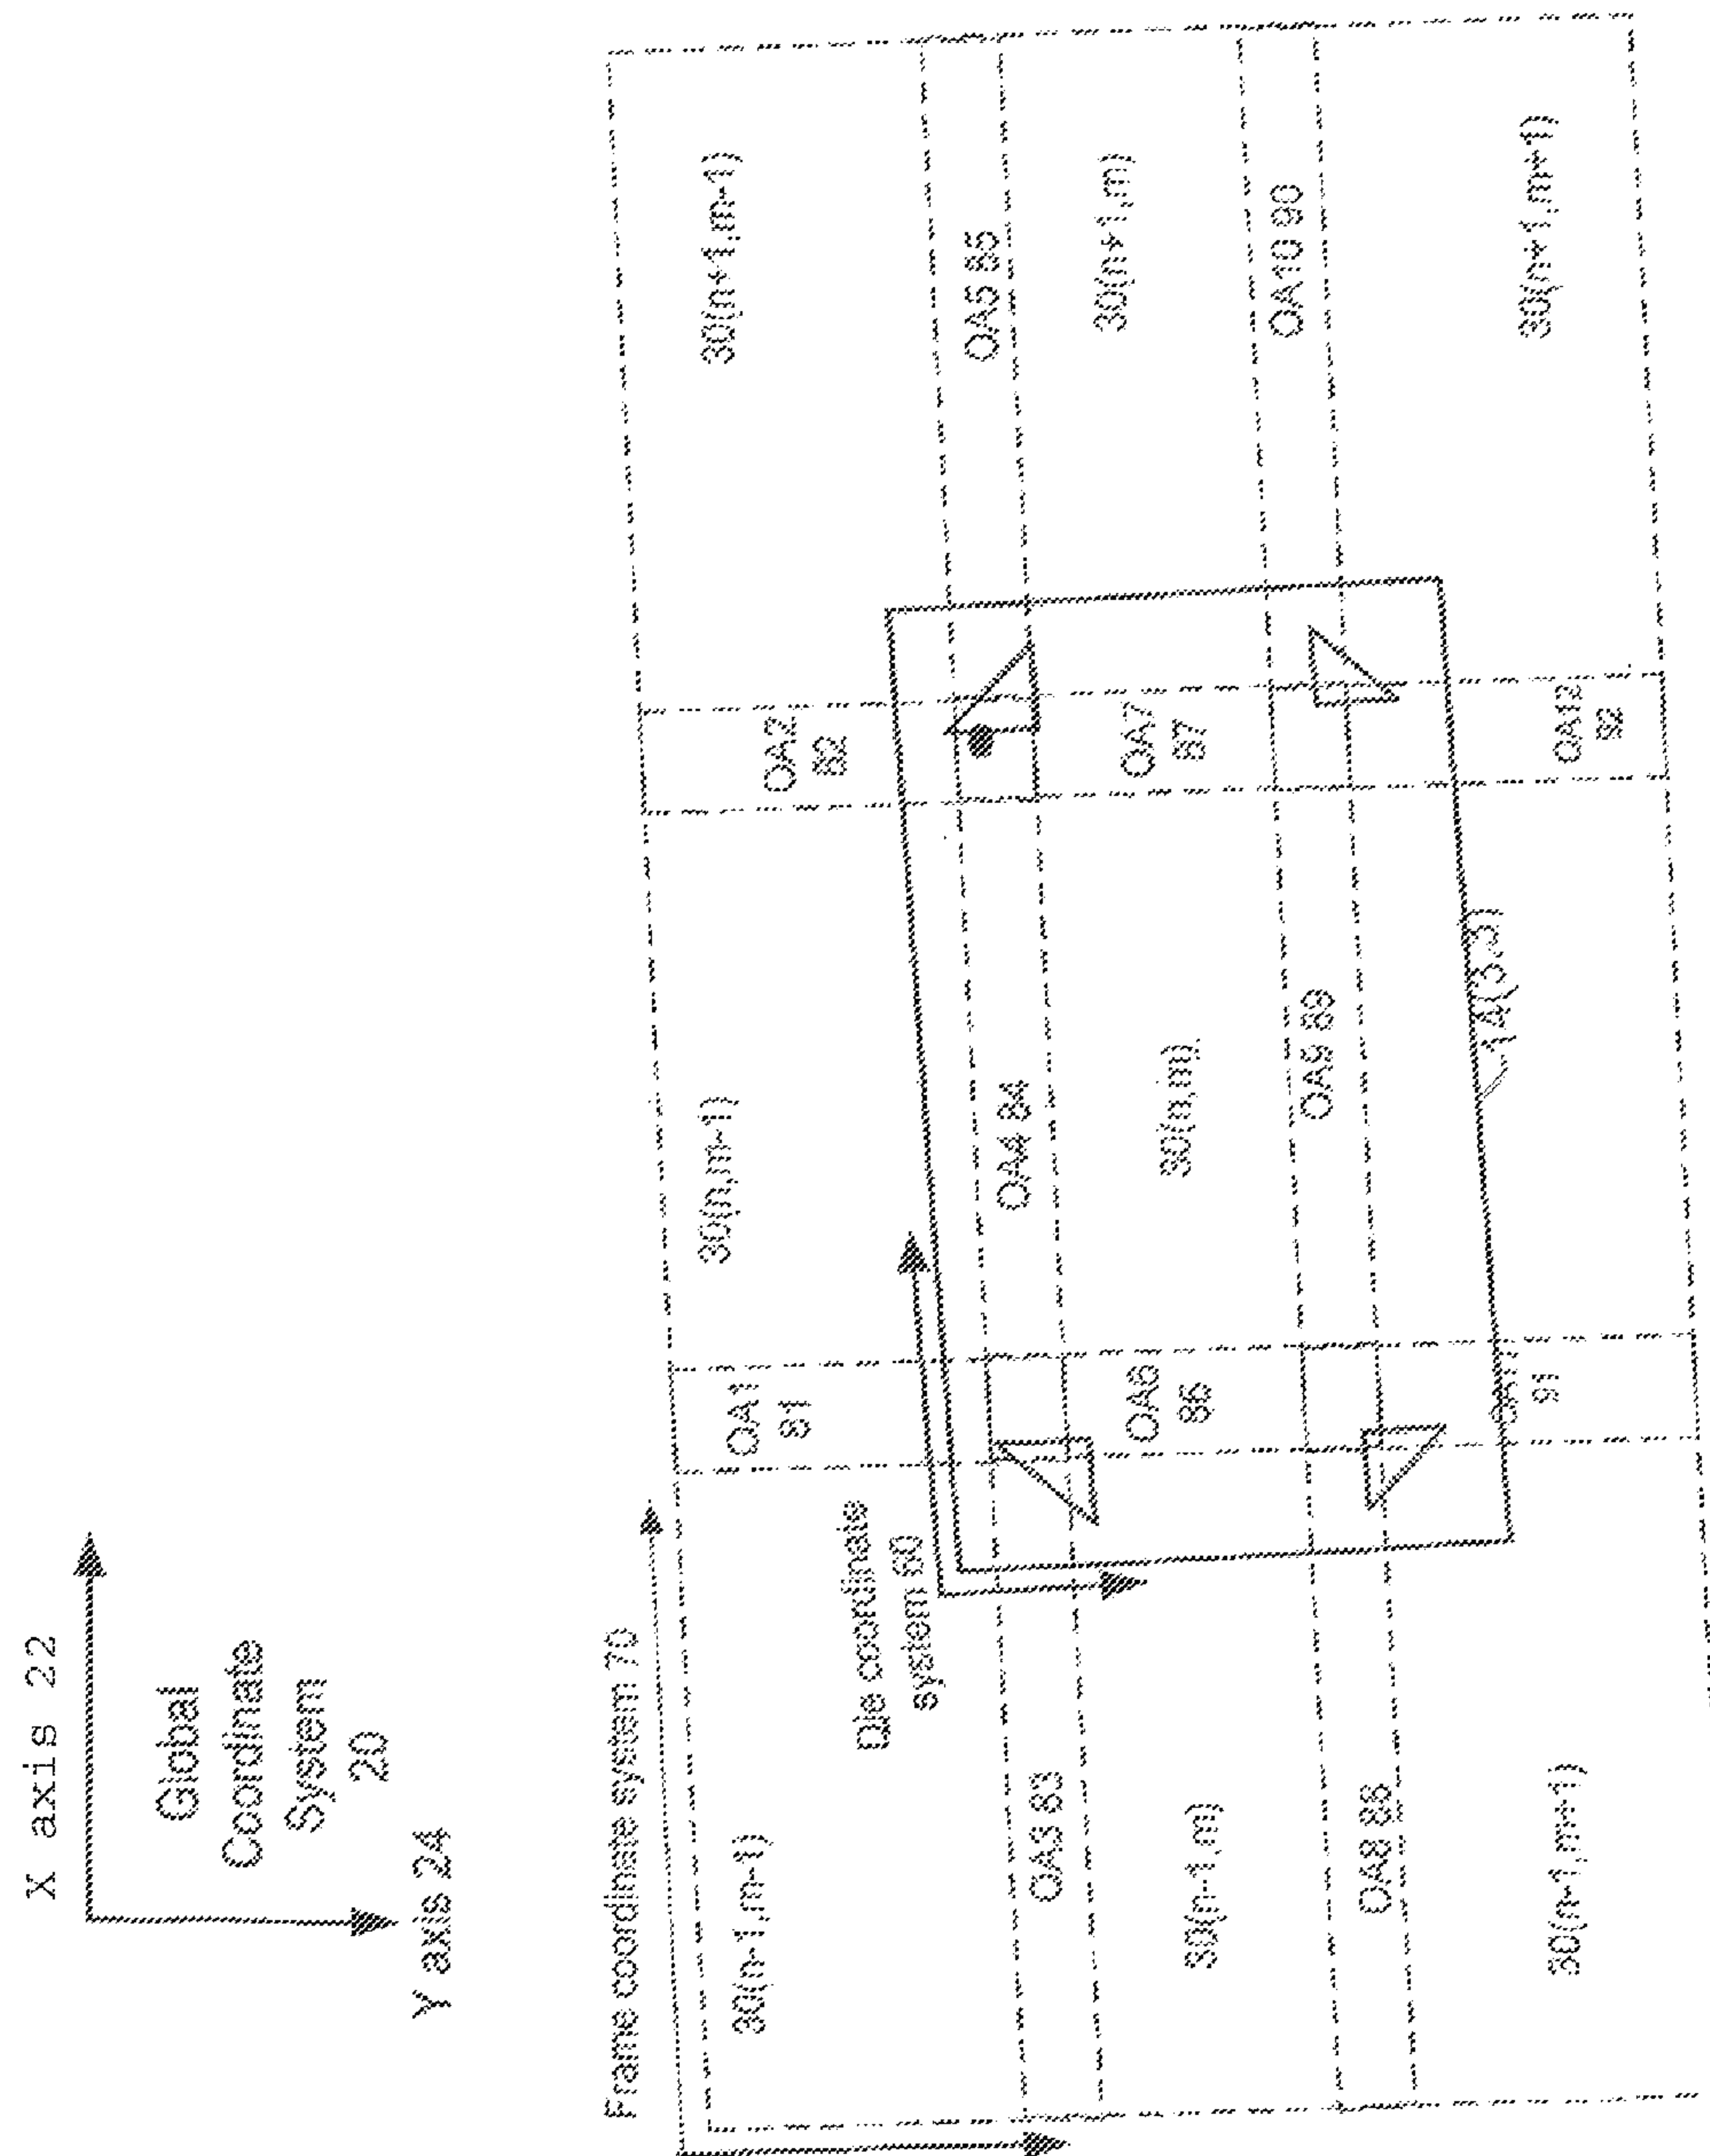 X axis 22
Global
Coordinate
System
20
Y axis 24
Frame coordinate system 70
30(n-1,m-1)
OA1
81
30(n,m-1)
OA2
82
30(n+1,m-1)
Die coordinate
system 60
OA3 83
OA4 84
OA5 85
30(n-1,m)
OA6
86
30(n,m)
OA7
87
30(n+1,m)
OA8 88
OA9 89
OA10 90
30(n-1,m+1)
91
14(3,3)
OA12
92
30(n+1,m+1)